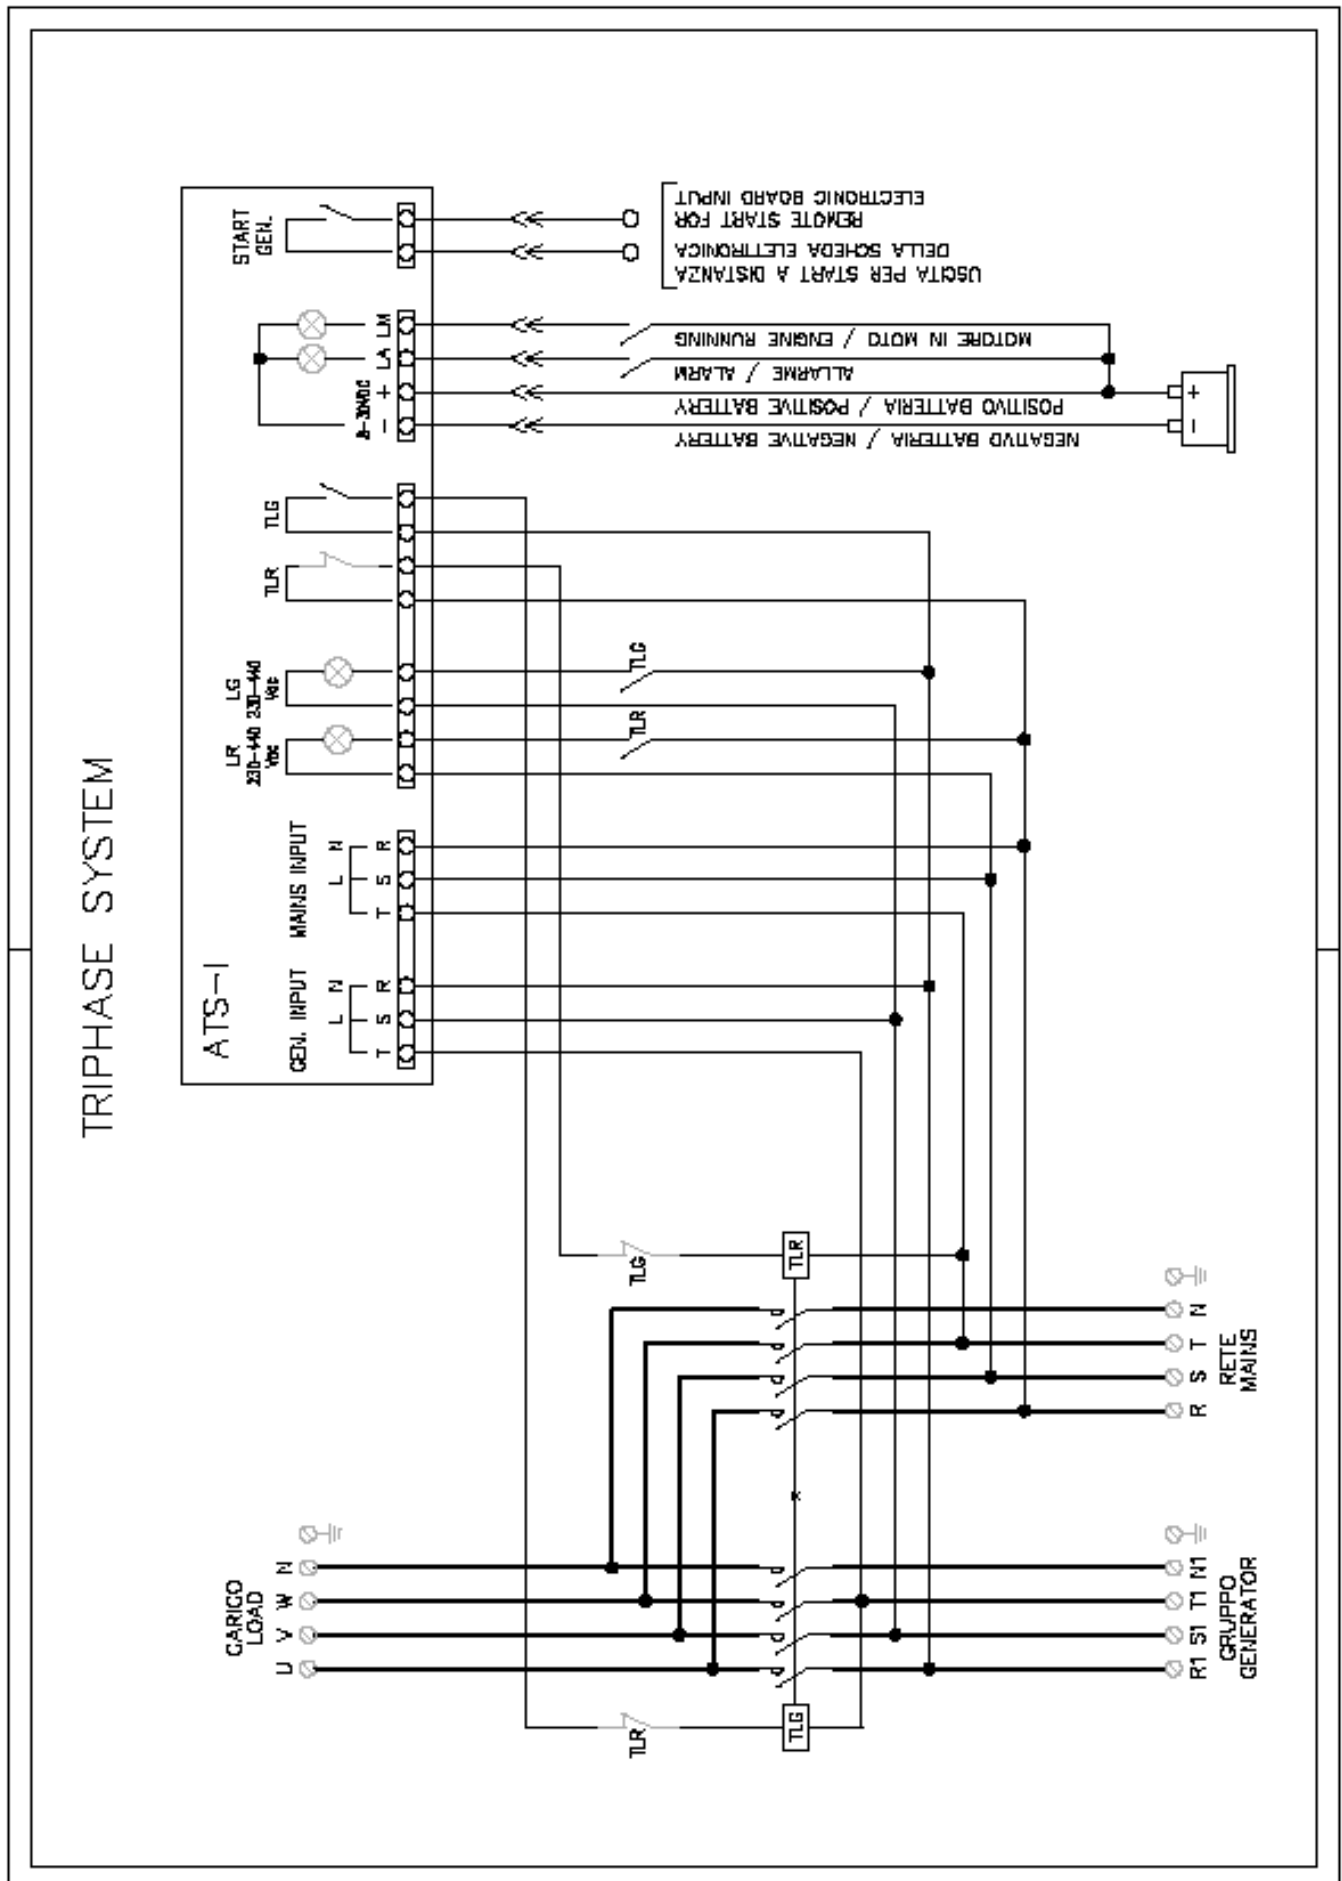 TRIPHASE SYSTEM
ATS-I
START
GEN.
USCITA PER START A DISTANZA
DELLA SCHEDA ELETTRONICA
REMOTE START FOR
ELECTRONIC BOARD INPUT
LM
LA
+
-
8-30VDC
MOTORE IN MOTO / ENGINE RUNNING
ALLARME / ALARM
POSITIVO BATTERIA / POSITIVE BATTERY
NEGATIVO BATTERIA / NEGATIVE BATTERY
+
-
TLG
TLR
LG
230-440
Vac
LR
230-440
Vac
TLG
TLR
MAINS INPUT
N R
L S
T
GEN. INPUT
N R
L S
T
TLG
TLR
N
T
S
R
RETE
MAINS
CARICO
LOAD
N
W
V
U
N1
T1
S1
R1
GRUPPO
GENERATOR
TLR
TLG